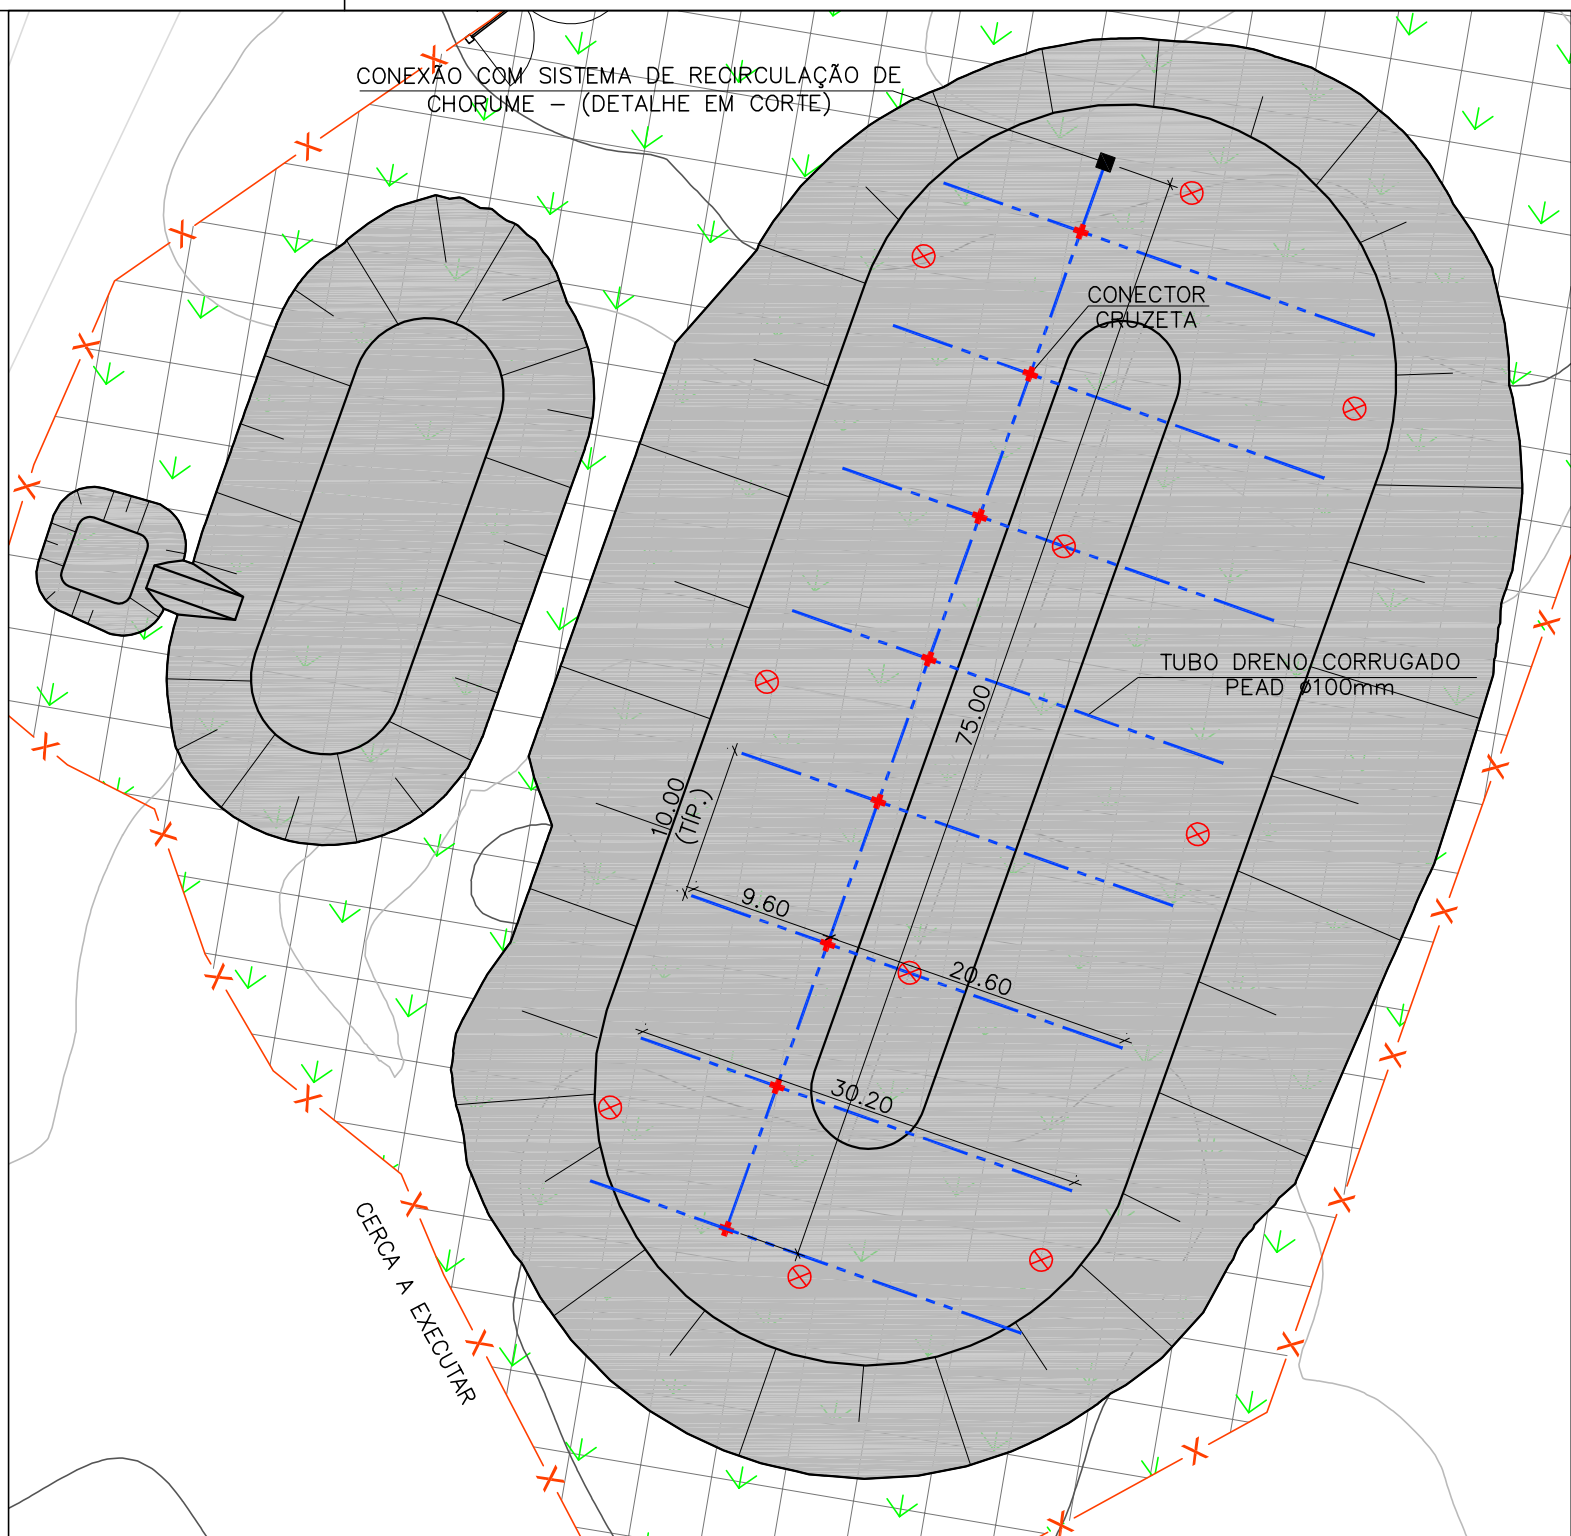 CONEXÃO COM SISTEMA DE RECIRCULAÇÃO DE
CHORUME – (DETALHE EM CORTE)
CONECTOR
CRUZETA
TUBO DRENO CORRUGADO
PEAD Ø100mm
75.00
10.00
(TÍP.)
9.60
20.60
30.20
CERCA A EXECUTAR